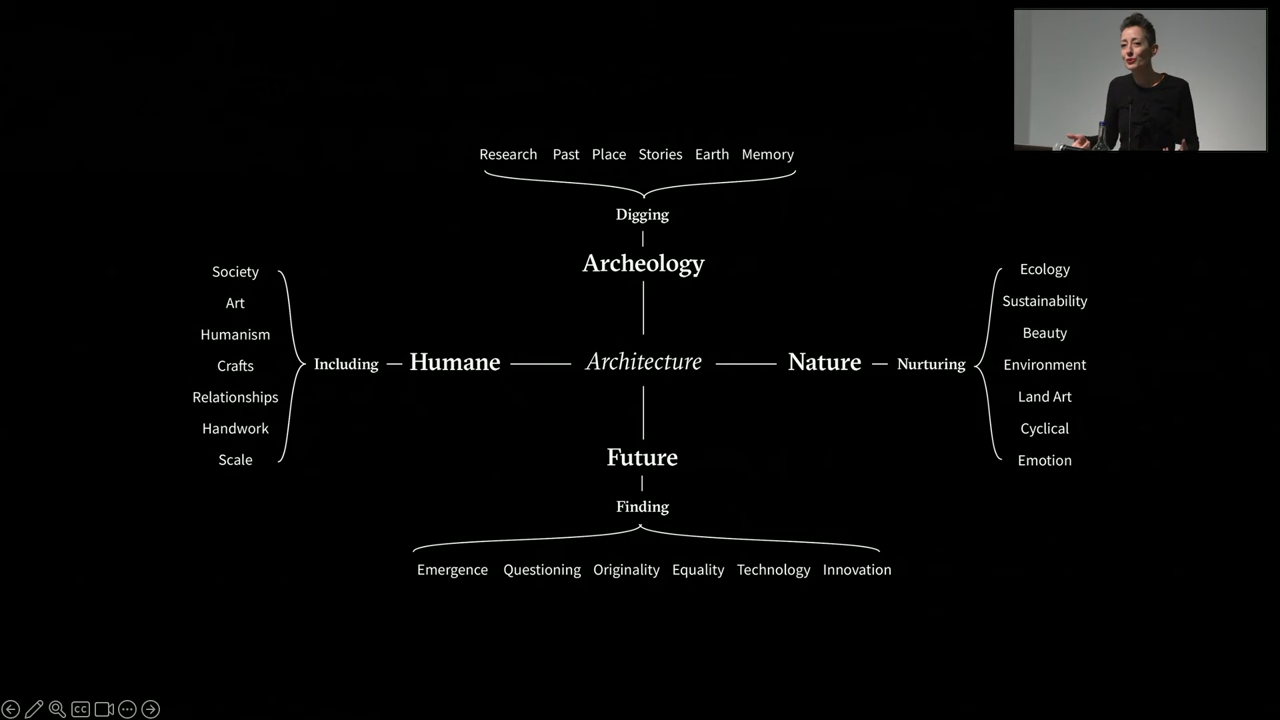 Research Past Place Stories Earth Memory
Digging
Archeology
Society
Art
Humanism
Crafts
Relationships
Handwork
Scale
Including
Humane
Architecture
Nature
Nurturing
Ecology
Sustainability
Beauty
Environment
Land Art
Cyclical
Emotion
Future
Finding
Emergence Questioning Originality Equality Technology Innovation
CC